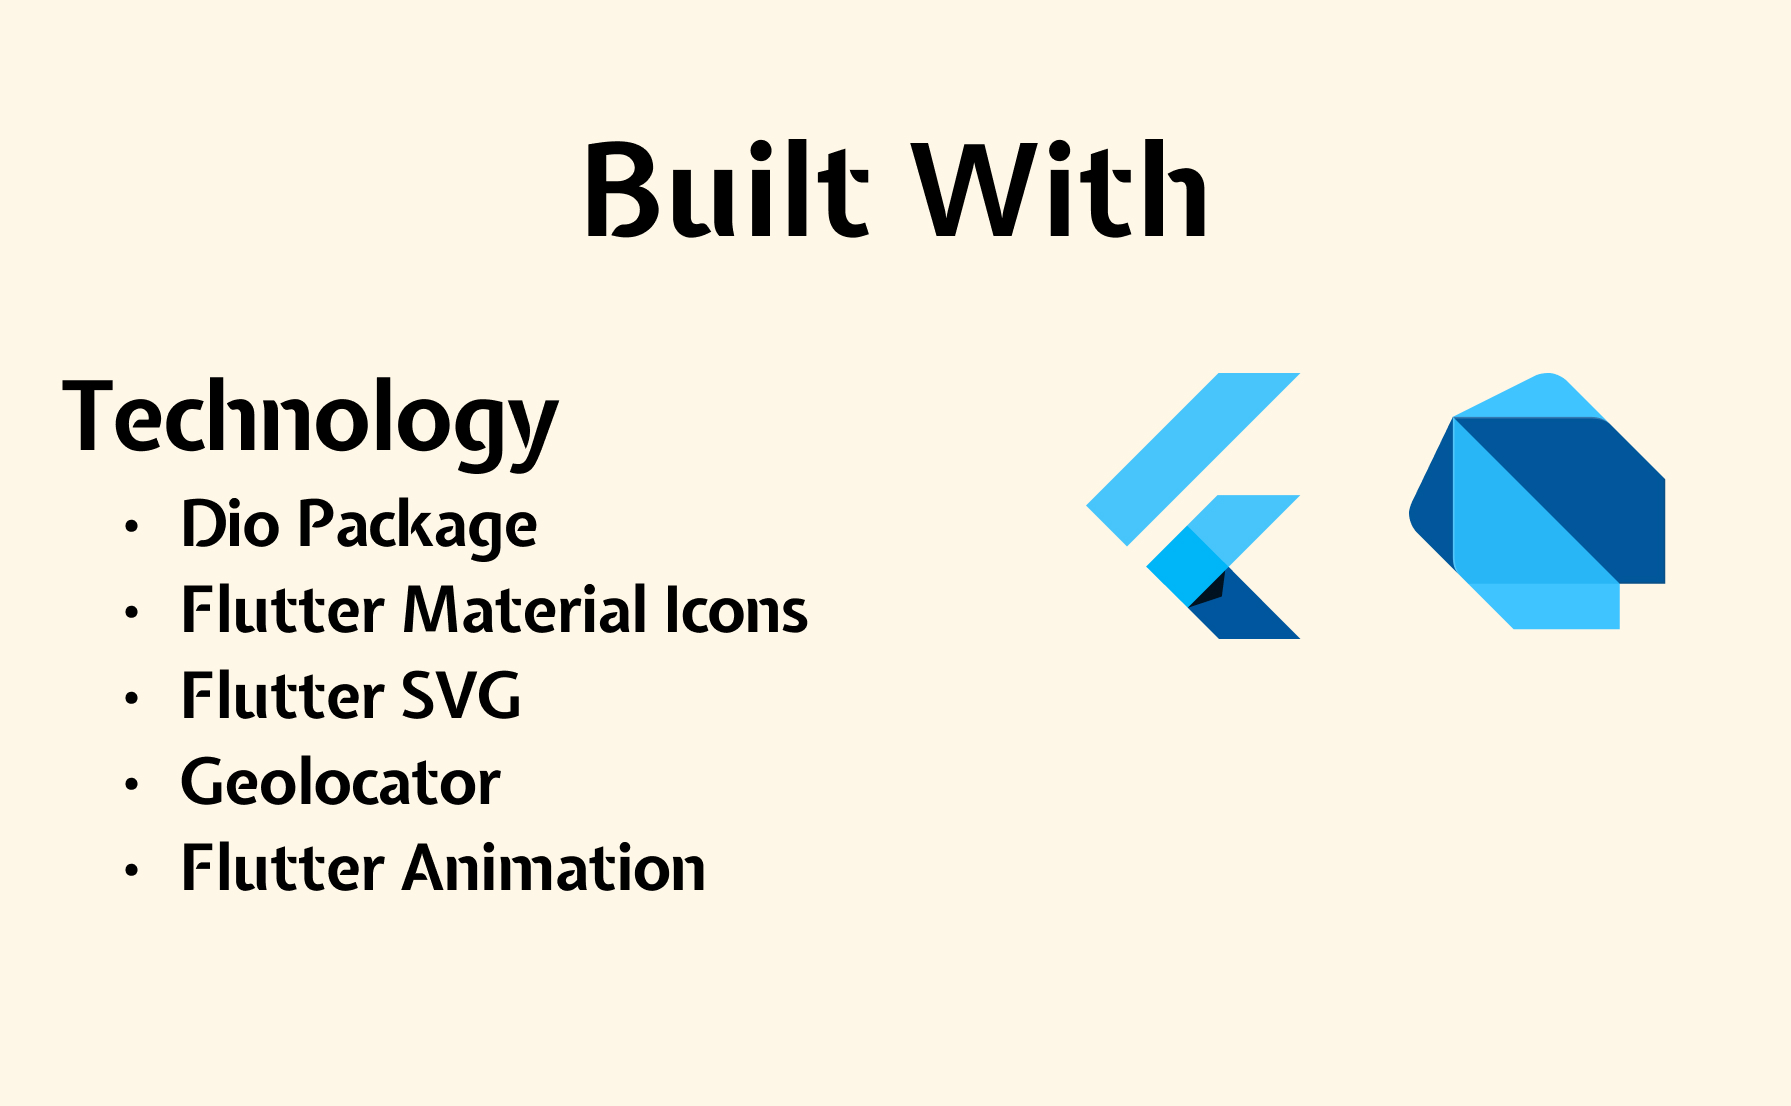 Built With
Technology
• Dio Package
• Flutter Material Icons
• Flutter SVG
• Geolocator
• Flutter Animation